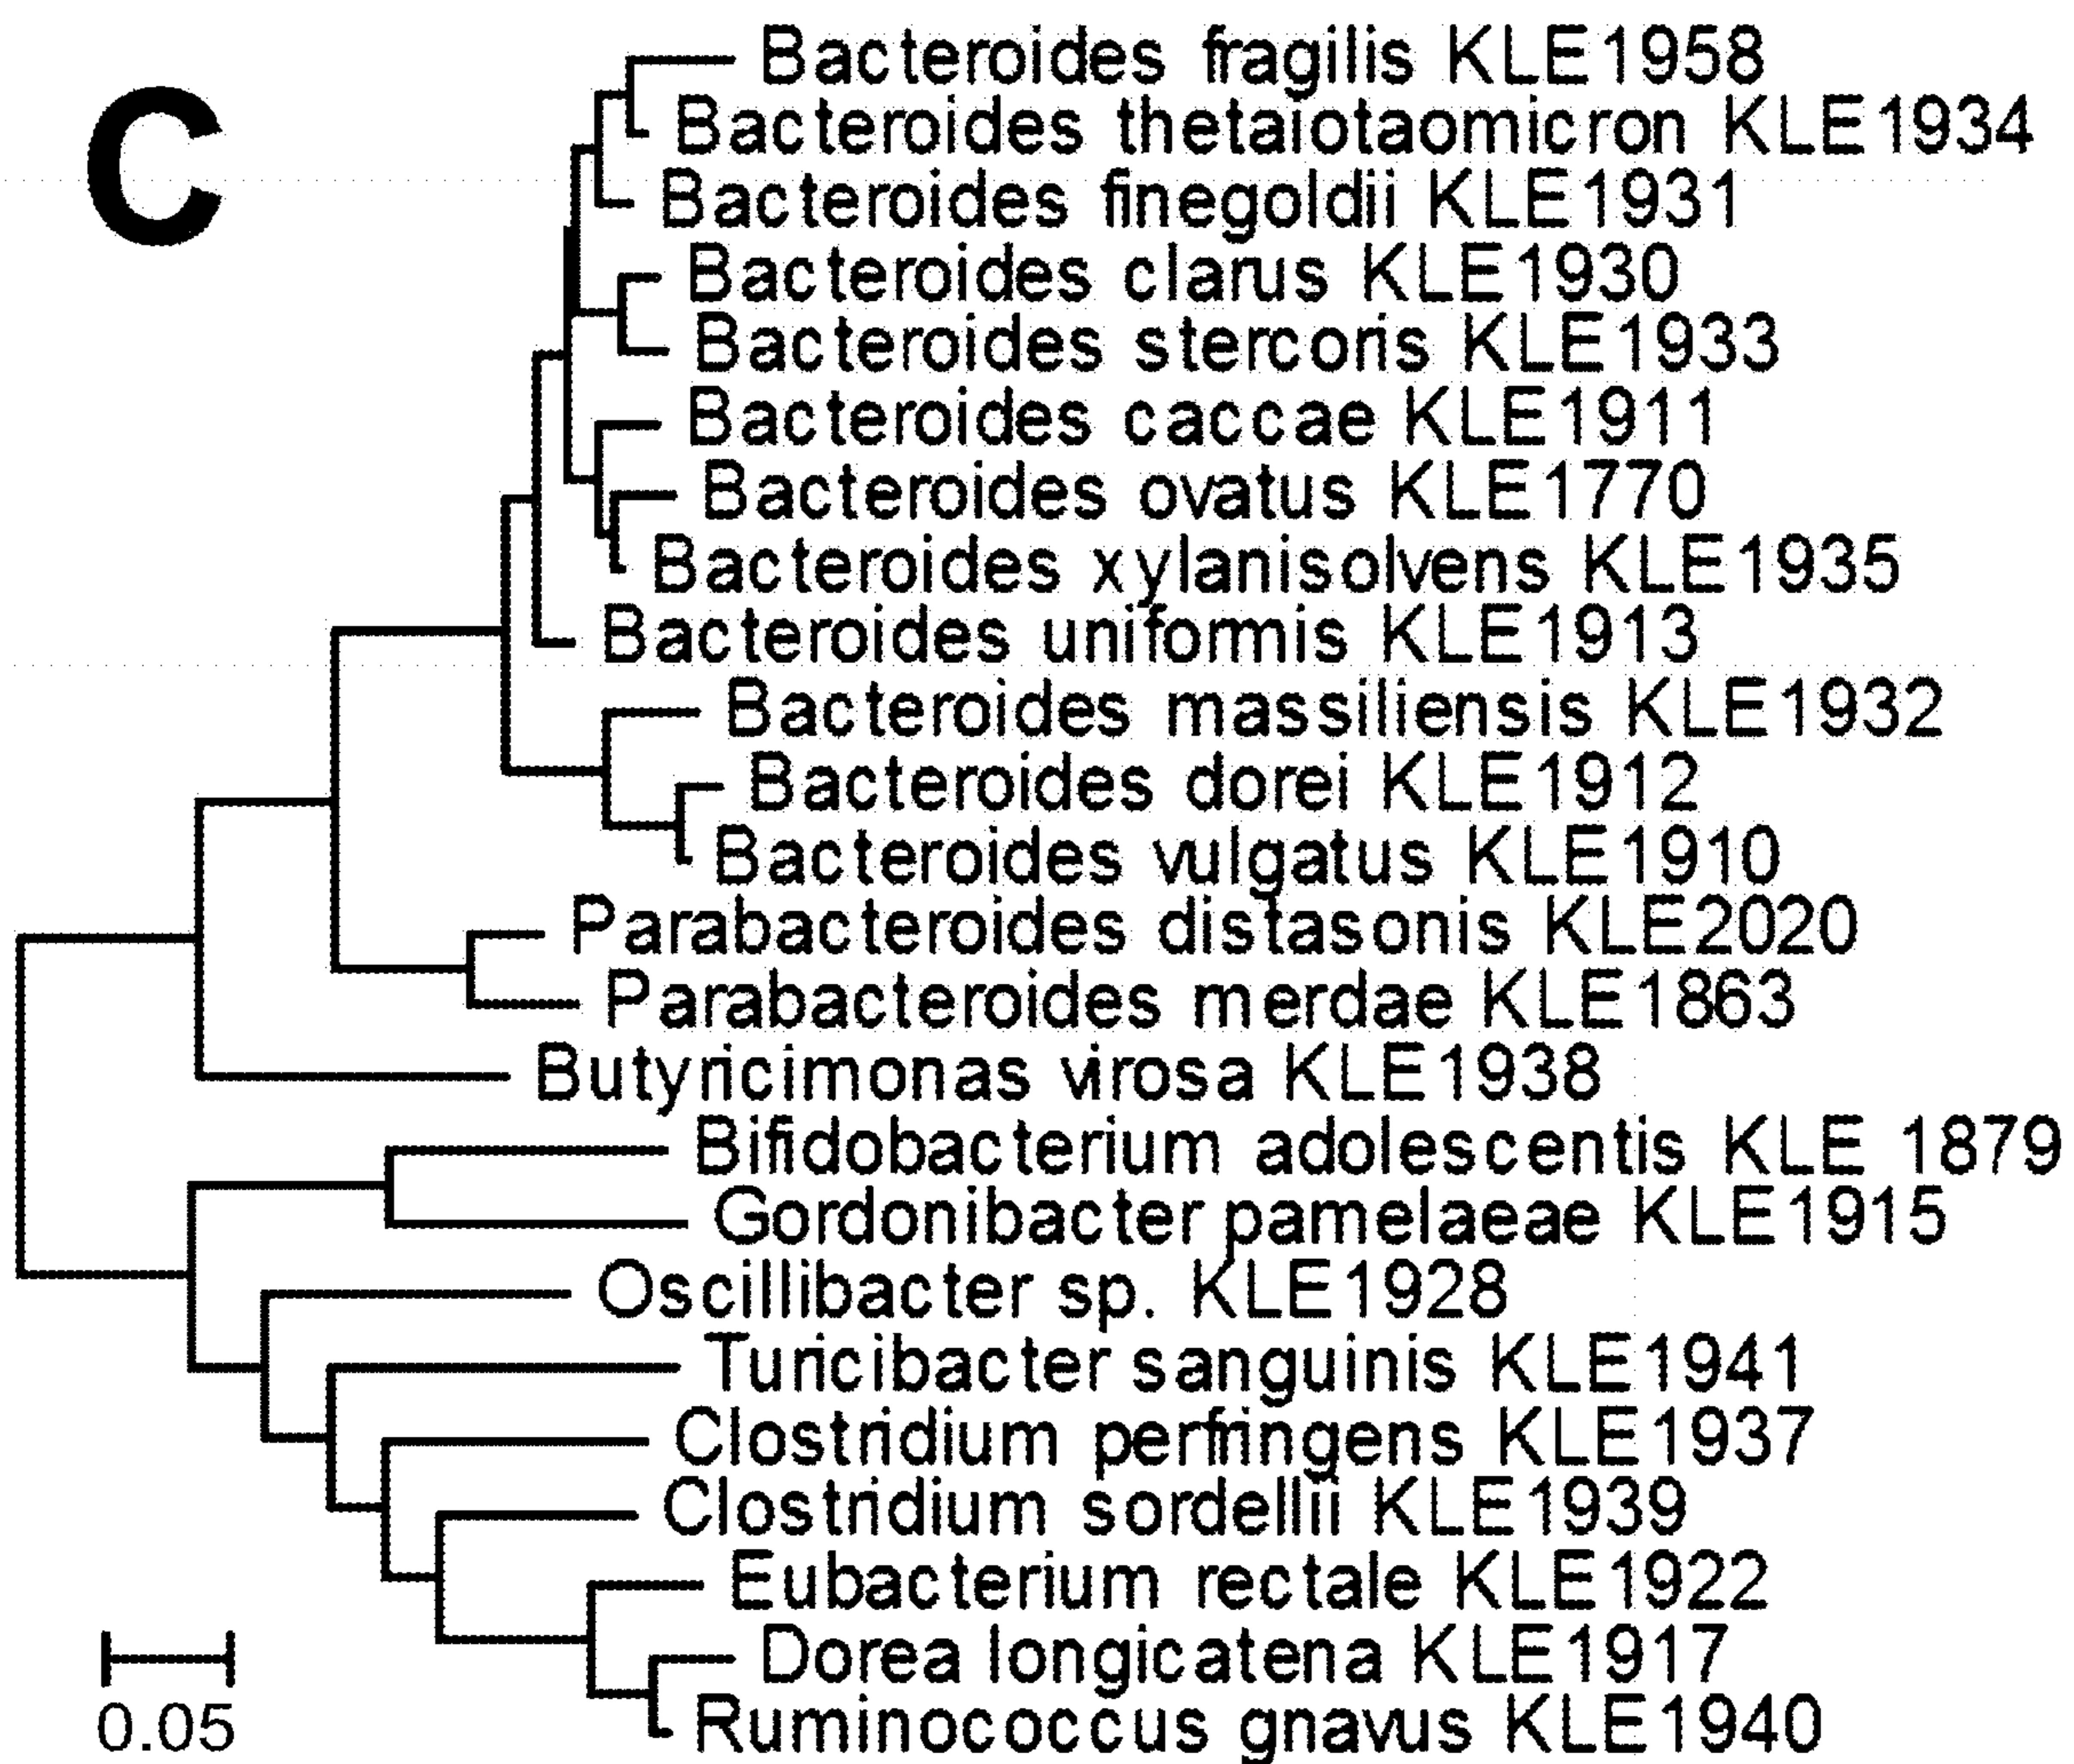 C
Bacteroides fragilis KLE1958
Bacteroides thetaiotaomicron KLE1934
Bacteroides finegoldii KLE1931
Bacteroides clarus KLE1930
Bacteroides stercoris KLE1933
Bacteroides caccae KLE1911
Bacteroides ovatus KLE1770
Bacteroides xylanisolvens KLE1935
Bacteroides uniformis KLE1913
Bacteroides massiliensis KLE1932
Bacteroides dorei KLE1912
Bacteroides vulgatus KLE1910
Parabacteroides distasonis KLE2020
Parabacteroides merdae KLE1863
Butyricimonas virosa KLE1938
Bifidobacterium adolescentis KLE 1879
Gordonibacter pamelaeae KLE1915
Oscillibacter sp. KLE1928
Turicibacter sanguinis KLE1941
Clostridium perfringens KLE1937
Clostridium sordellii KLE1939
Eubacterium rectale KLE1922
Dorea longicatena KLE1917
Ruminococcus gnavus KLE1940
0.05